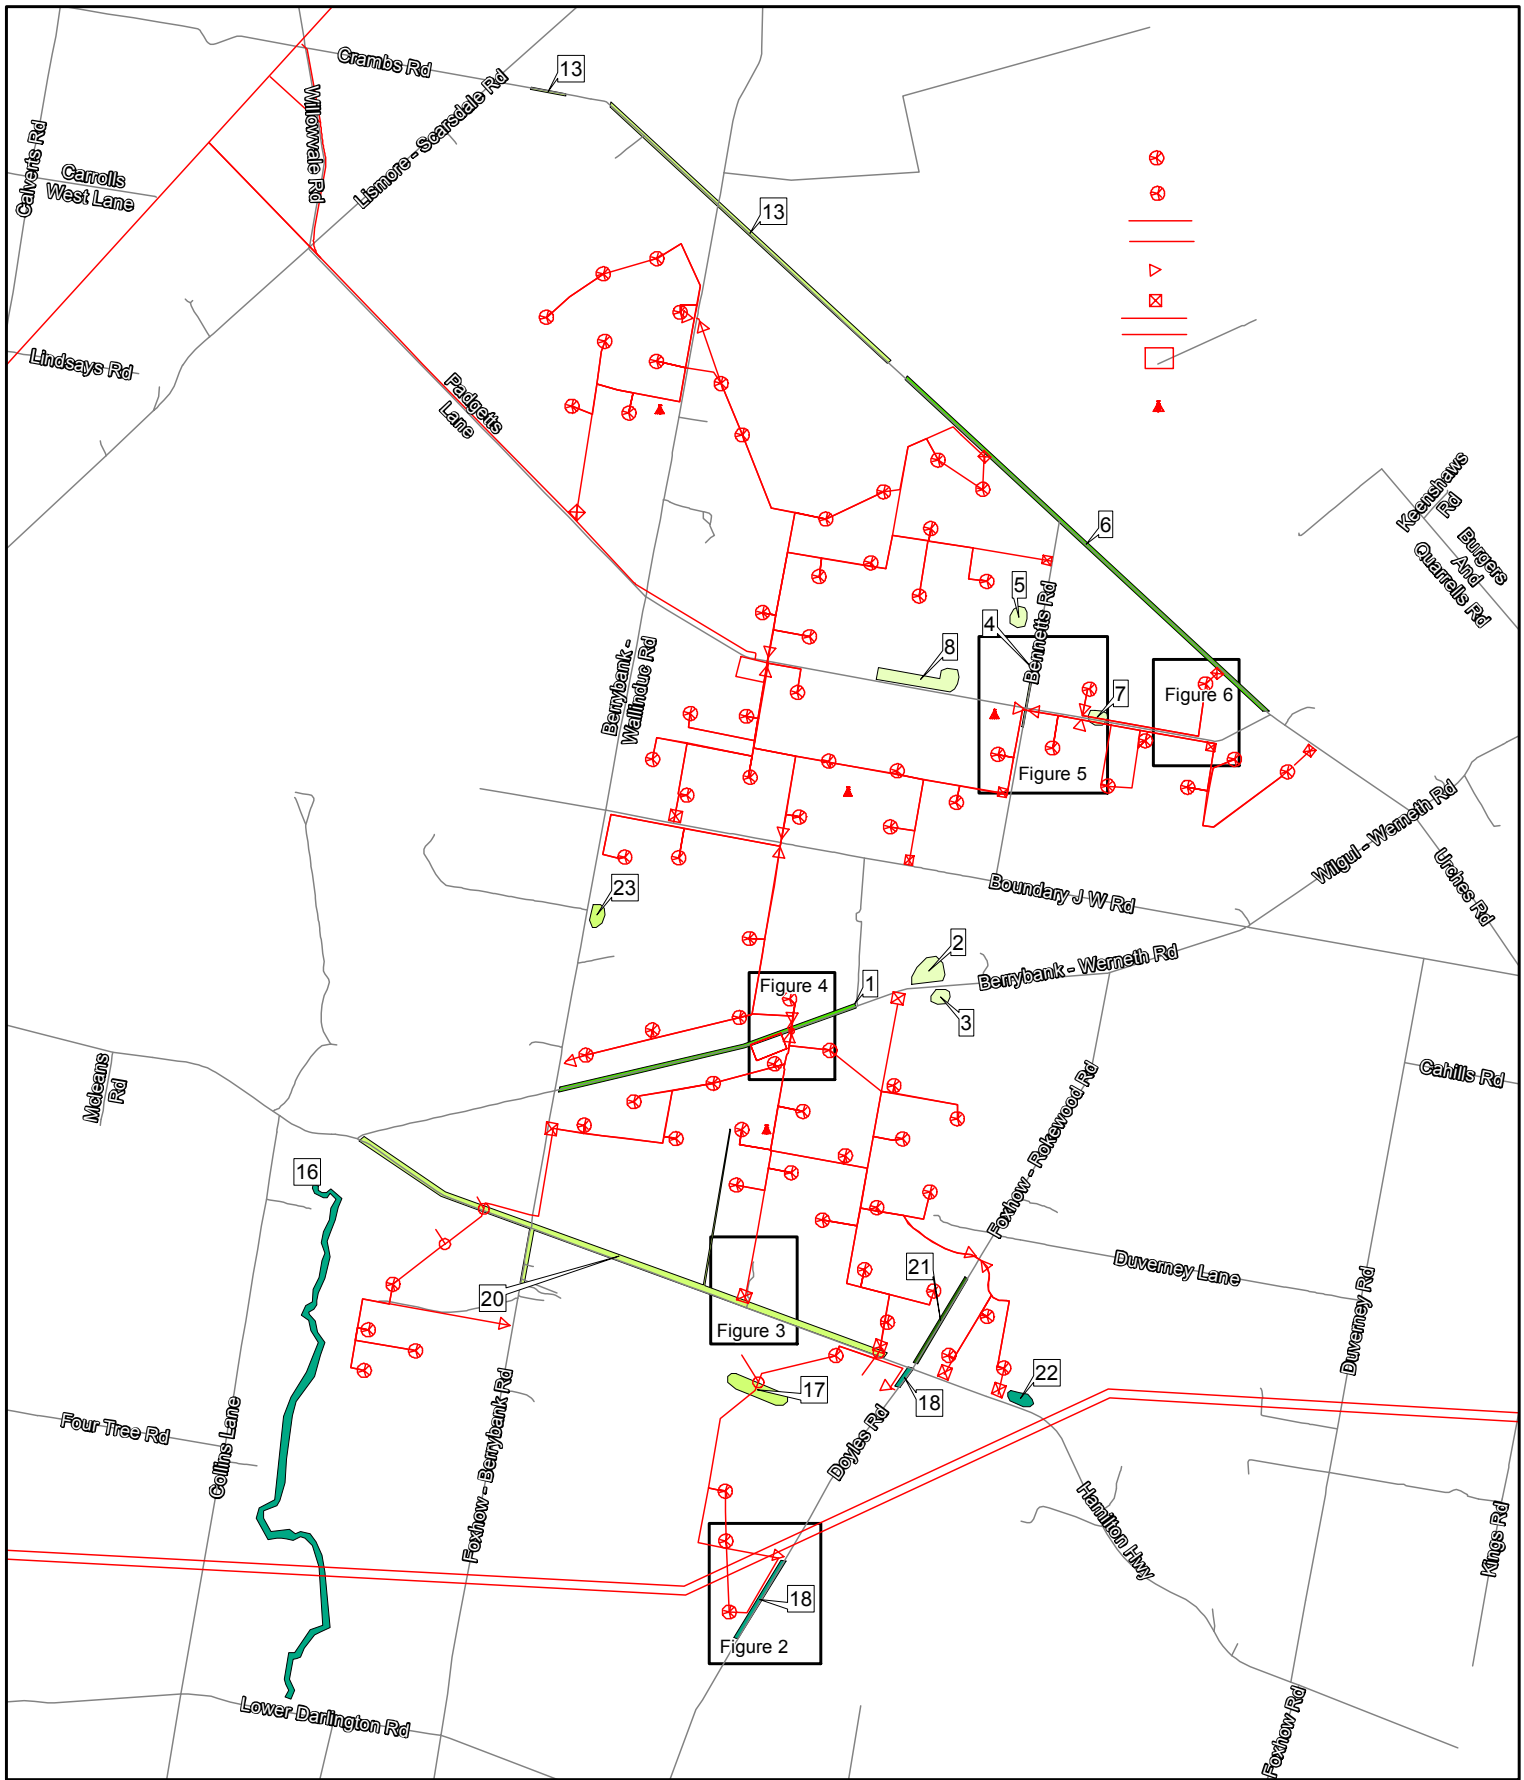 Crambs Rd
13
Calverts Rd
Carrolls
West Lane
Willowvale Rd
Lismore - Scarsdale Rd
13
Lindsays Rd
Padgetts
Lane
Keenshaws
Rd
Burgers
And
Quarrells Rd
6
5
4
Bennetts Rd
8
7
Figure 6
Berrybank -
Wallinduc Rd
Figure 5
Wilgul - Werneth Rd
Urches Rd
Boundary J W Rd
23
2
Berrybank - Werneth Rd
Figure 4
1
3
Mcleans
Rd
Cahills Rd
Foxhow - Rokewood Rd
16
21
Duverney Lane
20
Figure 3
Duverney Rd
17
18
22
Four Tree Rd
Collins Lane
Foxhow - Berrybank Rd
Doyles Rd
Hamilton Hwy
Kings Rd
18
Figure 2
Lower Darlington Rd
Foxhow Rd